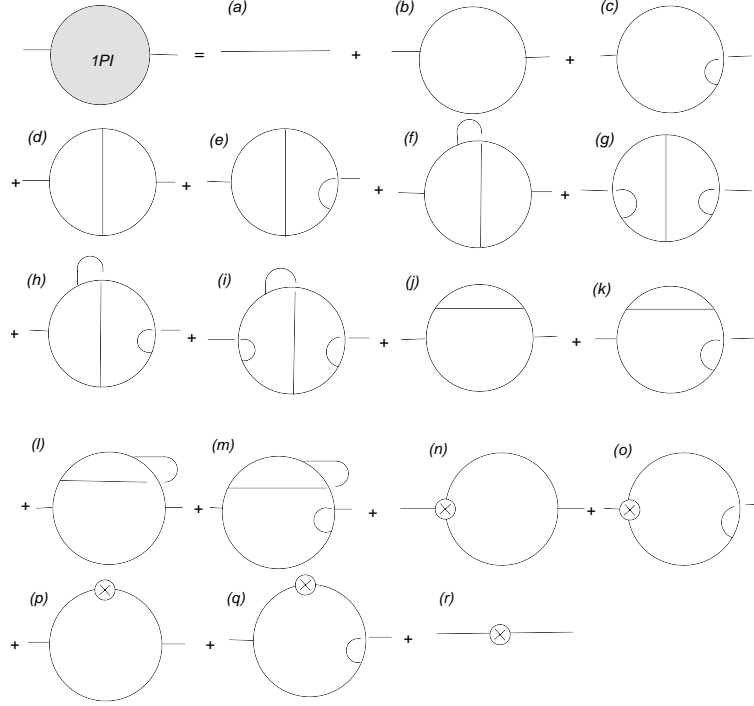 (a) (b) (c)
1PI = + +
(d) (e) (f) (g)
+ + + +
(h) (i) (j) (k)
+ + + +
(l) (m) (n) (o)
+ + + +
(p) (q) (r)
+ + +